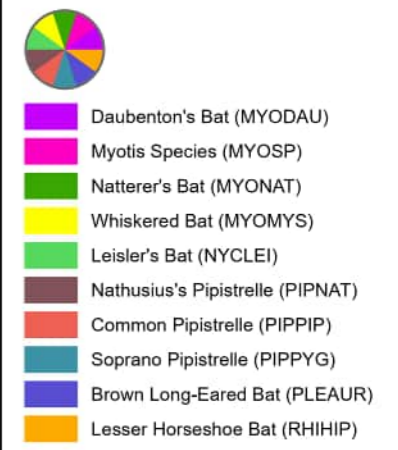 Daubenton's Bat (MYODAU)
Myotis Species (MYOSP)
Natterer's Bat (MYONAT)
Whiskered Bat (MYOMYS)
Leisler's Bat (NYCLEI)
Nathusius's Pipistrelle (PIPNAT)
Common Pipistrelle (PIPPIP)
Soprano Pipistrelle (PIPPYG)
Brown Long-Eared Bat (PLEAUR)
Lesser Horseshoe Bat (RHIHIP)